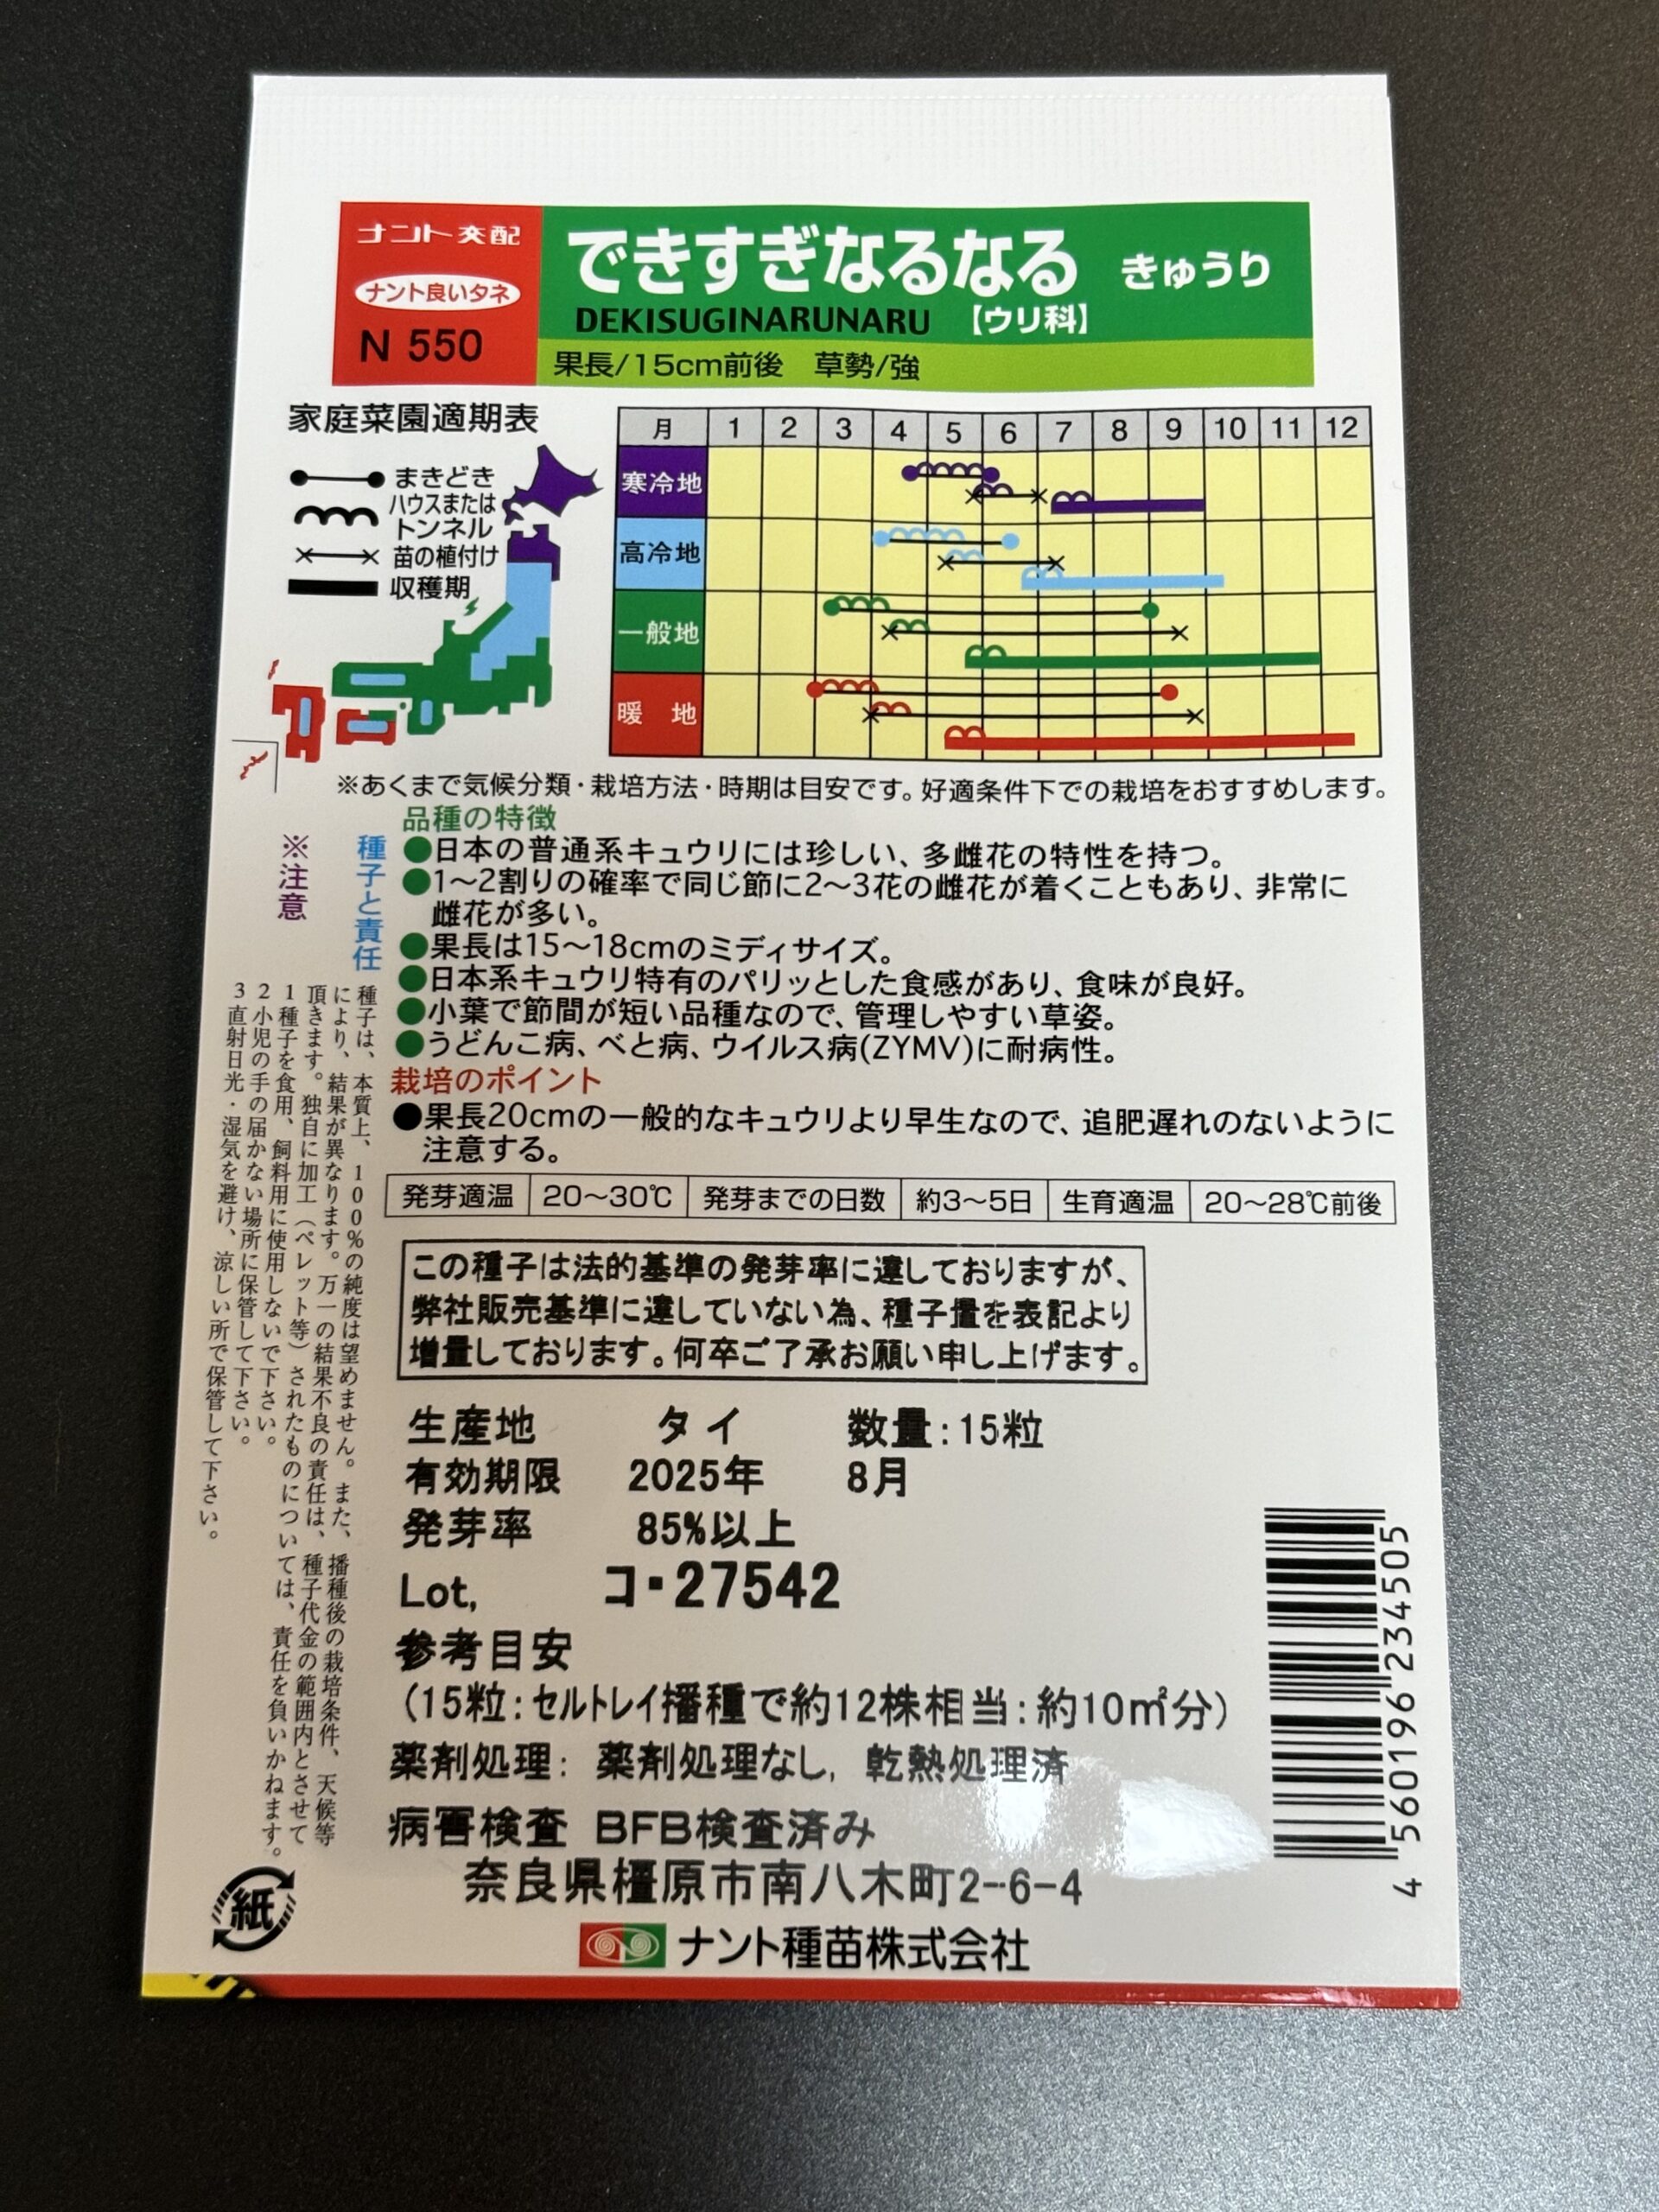 ナント交配
ナント良いタネ
N 550
できすぎなるなる きゅうり
DEKISUGINARUNARU 【ウリ科】
果長/15cm前後 草勢/強
家庭菜園適期表
まきどき
ハウスまたは
トンネル
苗の植付け
収穫期
月 1 2 3 4 5 6 7 8 9 10 11 12
寒冷地
高冷地
一般地
暖 地
※あくまで気候分類・栽培方法・時期は目安です。好適条件下での栽培をおすすめします。
品種の特徴
●日本の普通系キュウリには珍しい、多雌花の特性を持つ。
●1〜2割りの確率で同じ節に2〜3花の雌花が着くこともあり、非常に
雌花が多い。
●果長は15〜18cmのミディサイズ。
●日本系キュウリ特有のパリッとした食感があり、食味が良好。
●小葉で節間が短い品種なので、管理しやすい草姿。
●うどんこ病、べと病、ウイルス病(ZYMV)に耐病性。
栽培のポイント
●果長20cmの一般的なキュウリより早生なので、追肥遅れのないように
注意する。
発芽適温 20〜30℃ 発芽までの日数 約3〜5日 生育適温 20〜28℃前後
種子と責任
種子は、本質上、100%の純度は望めません。また、播種後の栽培条件、天候等
により、結果が異なります。万一の結果不良の責任は、種子代金の範囲内とさせて
頂きます。独自に加工（ペレット等）されたものについては、責任を負いかねます。
※注意
1 種子を食用、飼料用に使用しないで下さい。
2 小児の手の届かない場所に保管して下さい。
3 直射日光・湿気を避け、涼しい所で保管して下さい。
この種子は法的基準の発芽率に達しておりますが、
弊社販売基準に達していない為、種子量を表記より
増量しております。何卒ご了承お願い申し上げます。
生産地 タイ 数量:15粒
有効期限 2025年 8月
発芽率 85%以上
Lot, コ・27542
参考目安
（15粒:セルトレイ播種で約12株相当:約10㎡分）
薬剤処理: 薬剤処理なし, 乾熱処理済
病害検査 BFB検査済み
奈良県橿原市南八木町2-6-4
ナント種苗株式会社
紙
4 560196 234505